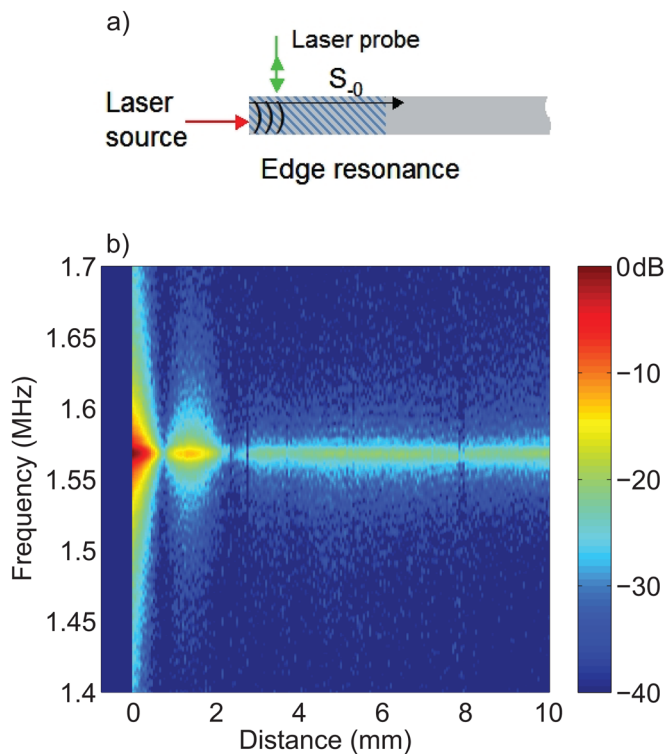 a)
Laser probe
S-0
Laser
source
Edge resonance
b)
1.7
1.65
1.6
1.55
1.5
1.45
1.4
Frequency (MHz)
0 2 4 6 8 10
Distance (mm)
0dB
−10
−20
−30
−40